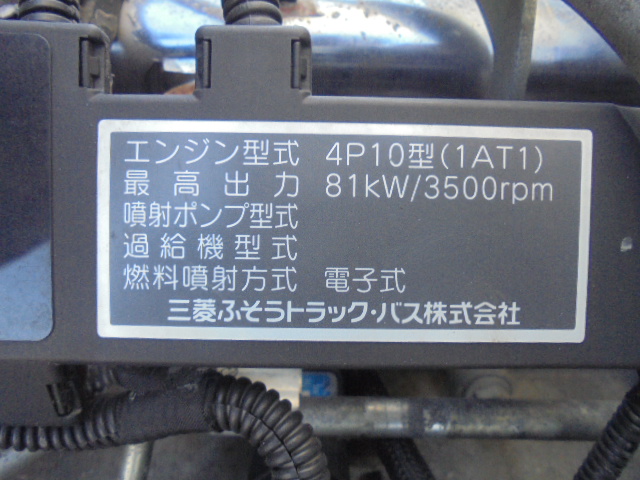 エンジン型式 4P10型(1AT1)
最高出力 81kW/3500rpm
噴射ポンプ型式
過給機型式
燃料噴射方式 電子式
三菱ふそうトラック・バス株式会社